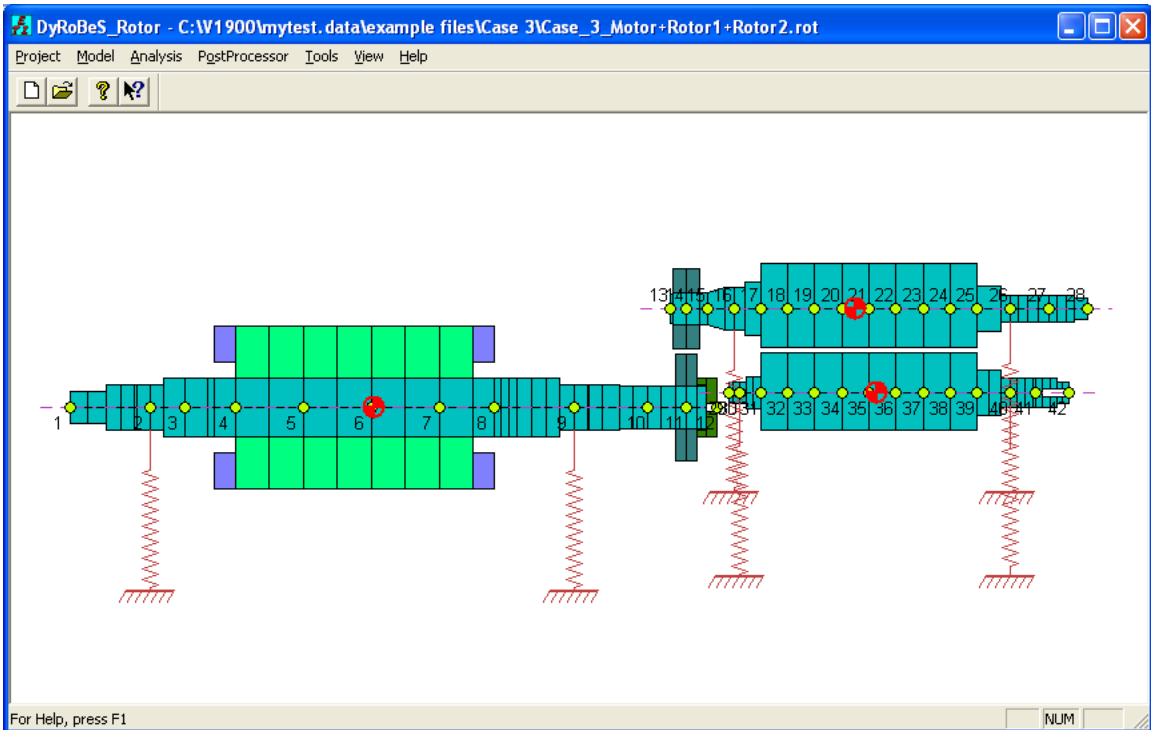 DyRoBeS_Rotor - C:\V1900\mytest.data\example files\Case 3\Case_3_Motor+Rotor1+Rotor2.rot
Project Model Analysis PostProcessor Tools View Help
13 14 15 16 17 18 19 20 21 22 23 24 25 26 27 28
1 2 3 4 5 6 7 8 9 10 11 12
31 32 33 34 35 36 37 38 39 40 41 42
For Help, press F1
NUM